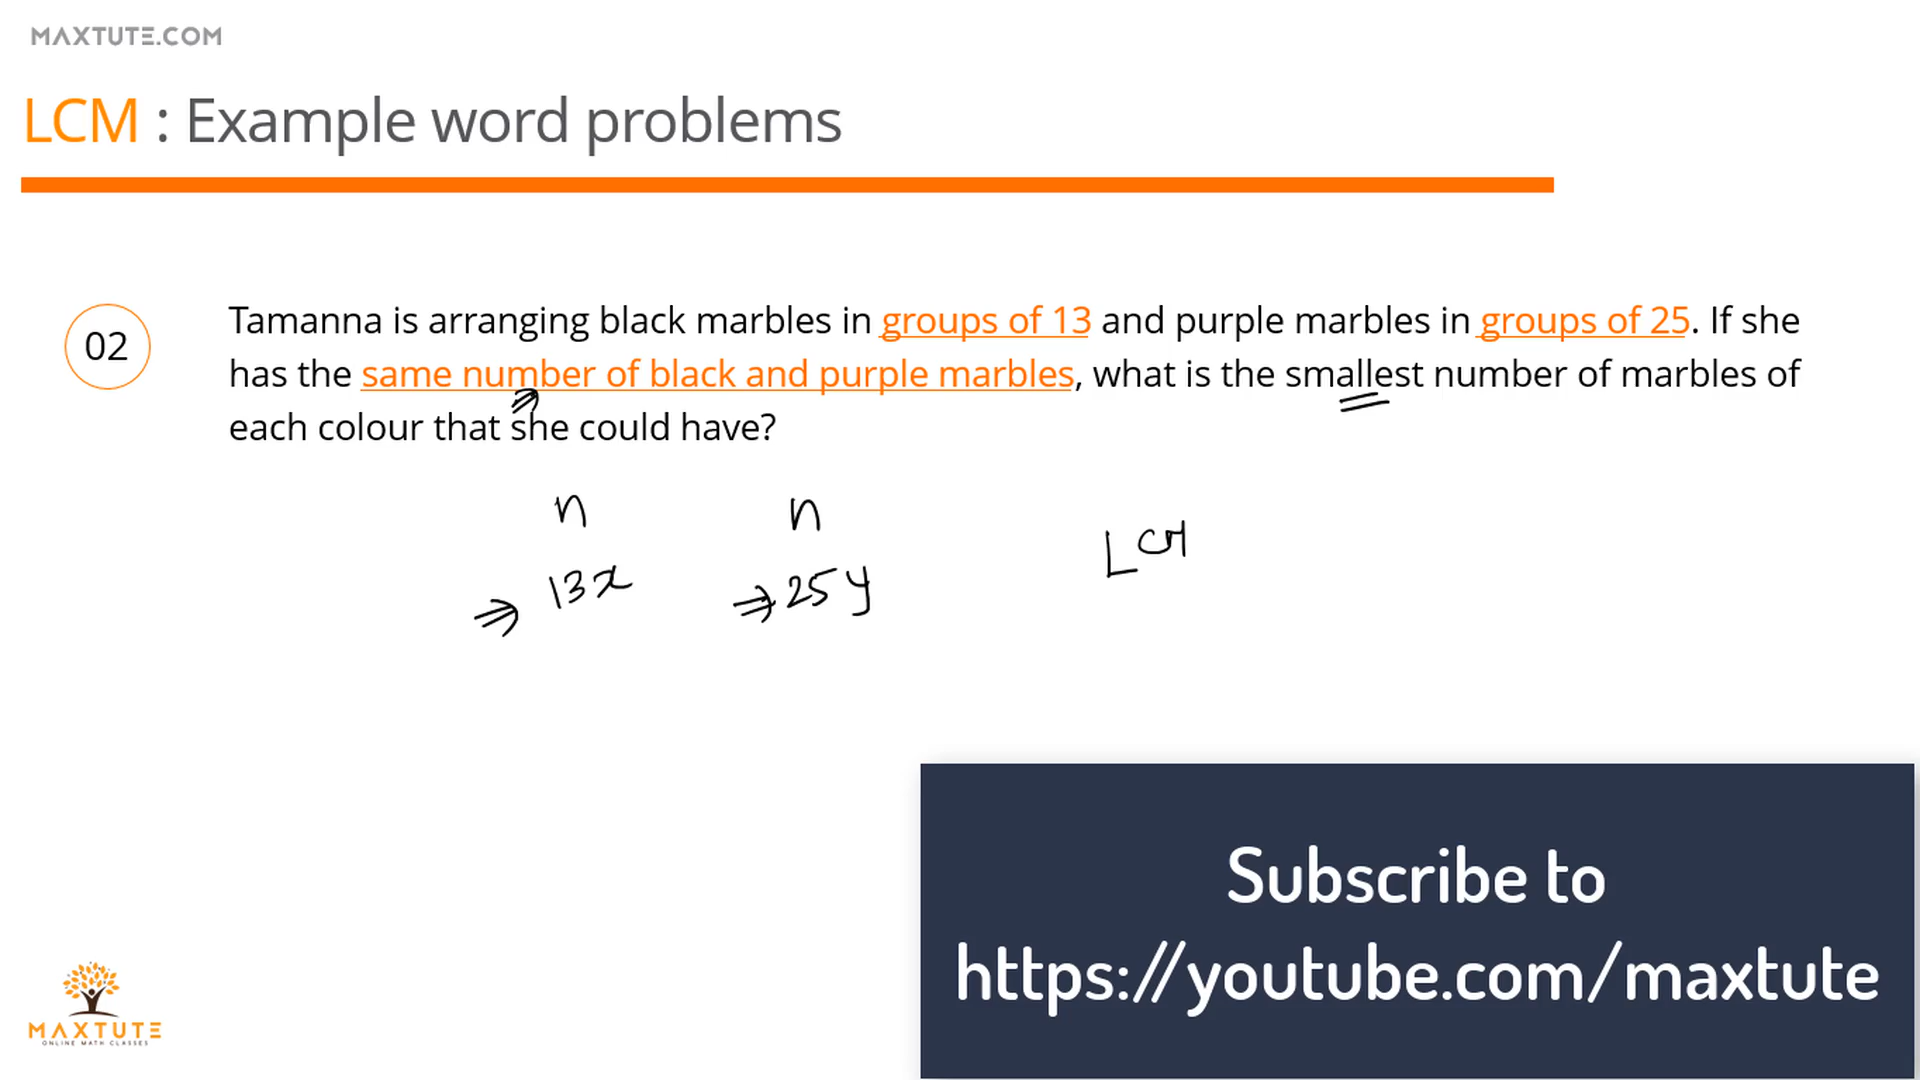 MAXTUTE.COM
LCM : Example word problems
02
Tamanna is arranging black marbles in groups of 13 and purple marbles in groups of 25. If she
has the same number of black and purple marbles, what is the smallest number of marbles of
each colour that she could have?
n n
LCM
⇒ 13x ⇒ 25y
Subscribe to
https://youtube.com/maxtute
MAXTUTE
ONLINE MATH CLASSES